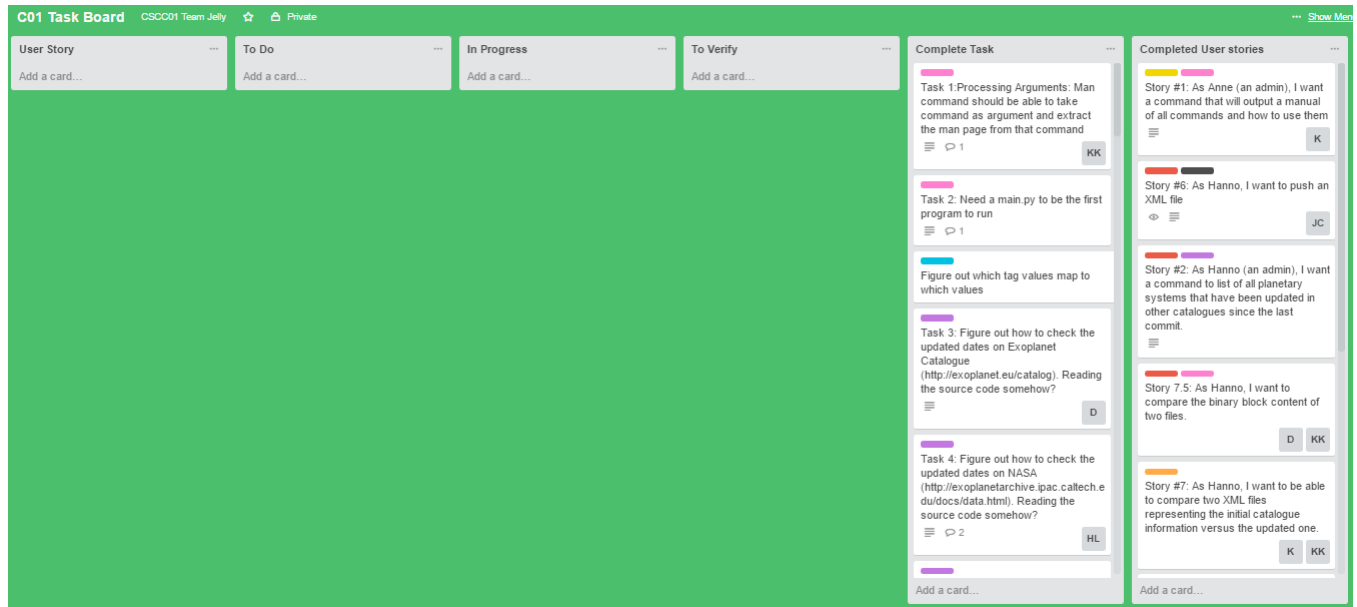 C01 Task Board CSCC01 Team Jelly Private ... Show Menu
User Story ...
Add a card...
To Do ...
Add a card...
In Progress ...
Add a card...
To Verify ...
Add a card...
Complete Task ...
Task 1:Processing Arguments: Man
command should be able to take
command as argument and extract
the man page from that command
1
KK
Task 2: Need a main.py to be the first
program to run
1
Figure out which tag values map to
which values
Task 3: Figure out how to check the
updated dates on Exoplanet
Catalogue
(http://exoplanet.eu/catalog). Reading
the source code somehow?
D
Task 4: Figure out how to check the
updated dates on NASA
(http://exoplanetarchive.ipac.caltech.e
du/docs/data.html). Reading the
source code somehow?
2
HL
Add a card...
Completed User stories ...
Story #1: As Anne (an admin), I want
a command that will output a manual
of all commands and how to use them
K
Story #6: As Hanno, I want to push an
XML file
JC
Story #2: As Hanno (an admin), I want
a command to list of all planetary
systems that have been updated in
other catalogues since the last
commit.
Story 7.5: As Hanno, I want to
compare the binary block content of
two files.
D KK
Story #7: As Hanno, I want to be able
to compare two XML files
representing the initial catalogue
information versus the updated one.
K KK
Add a card...